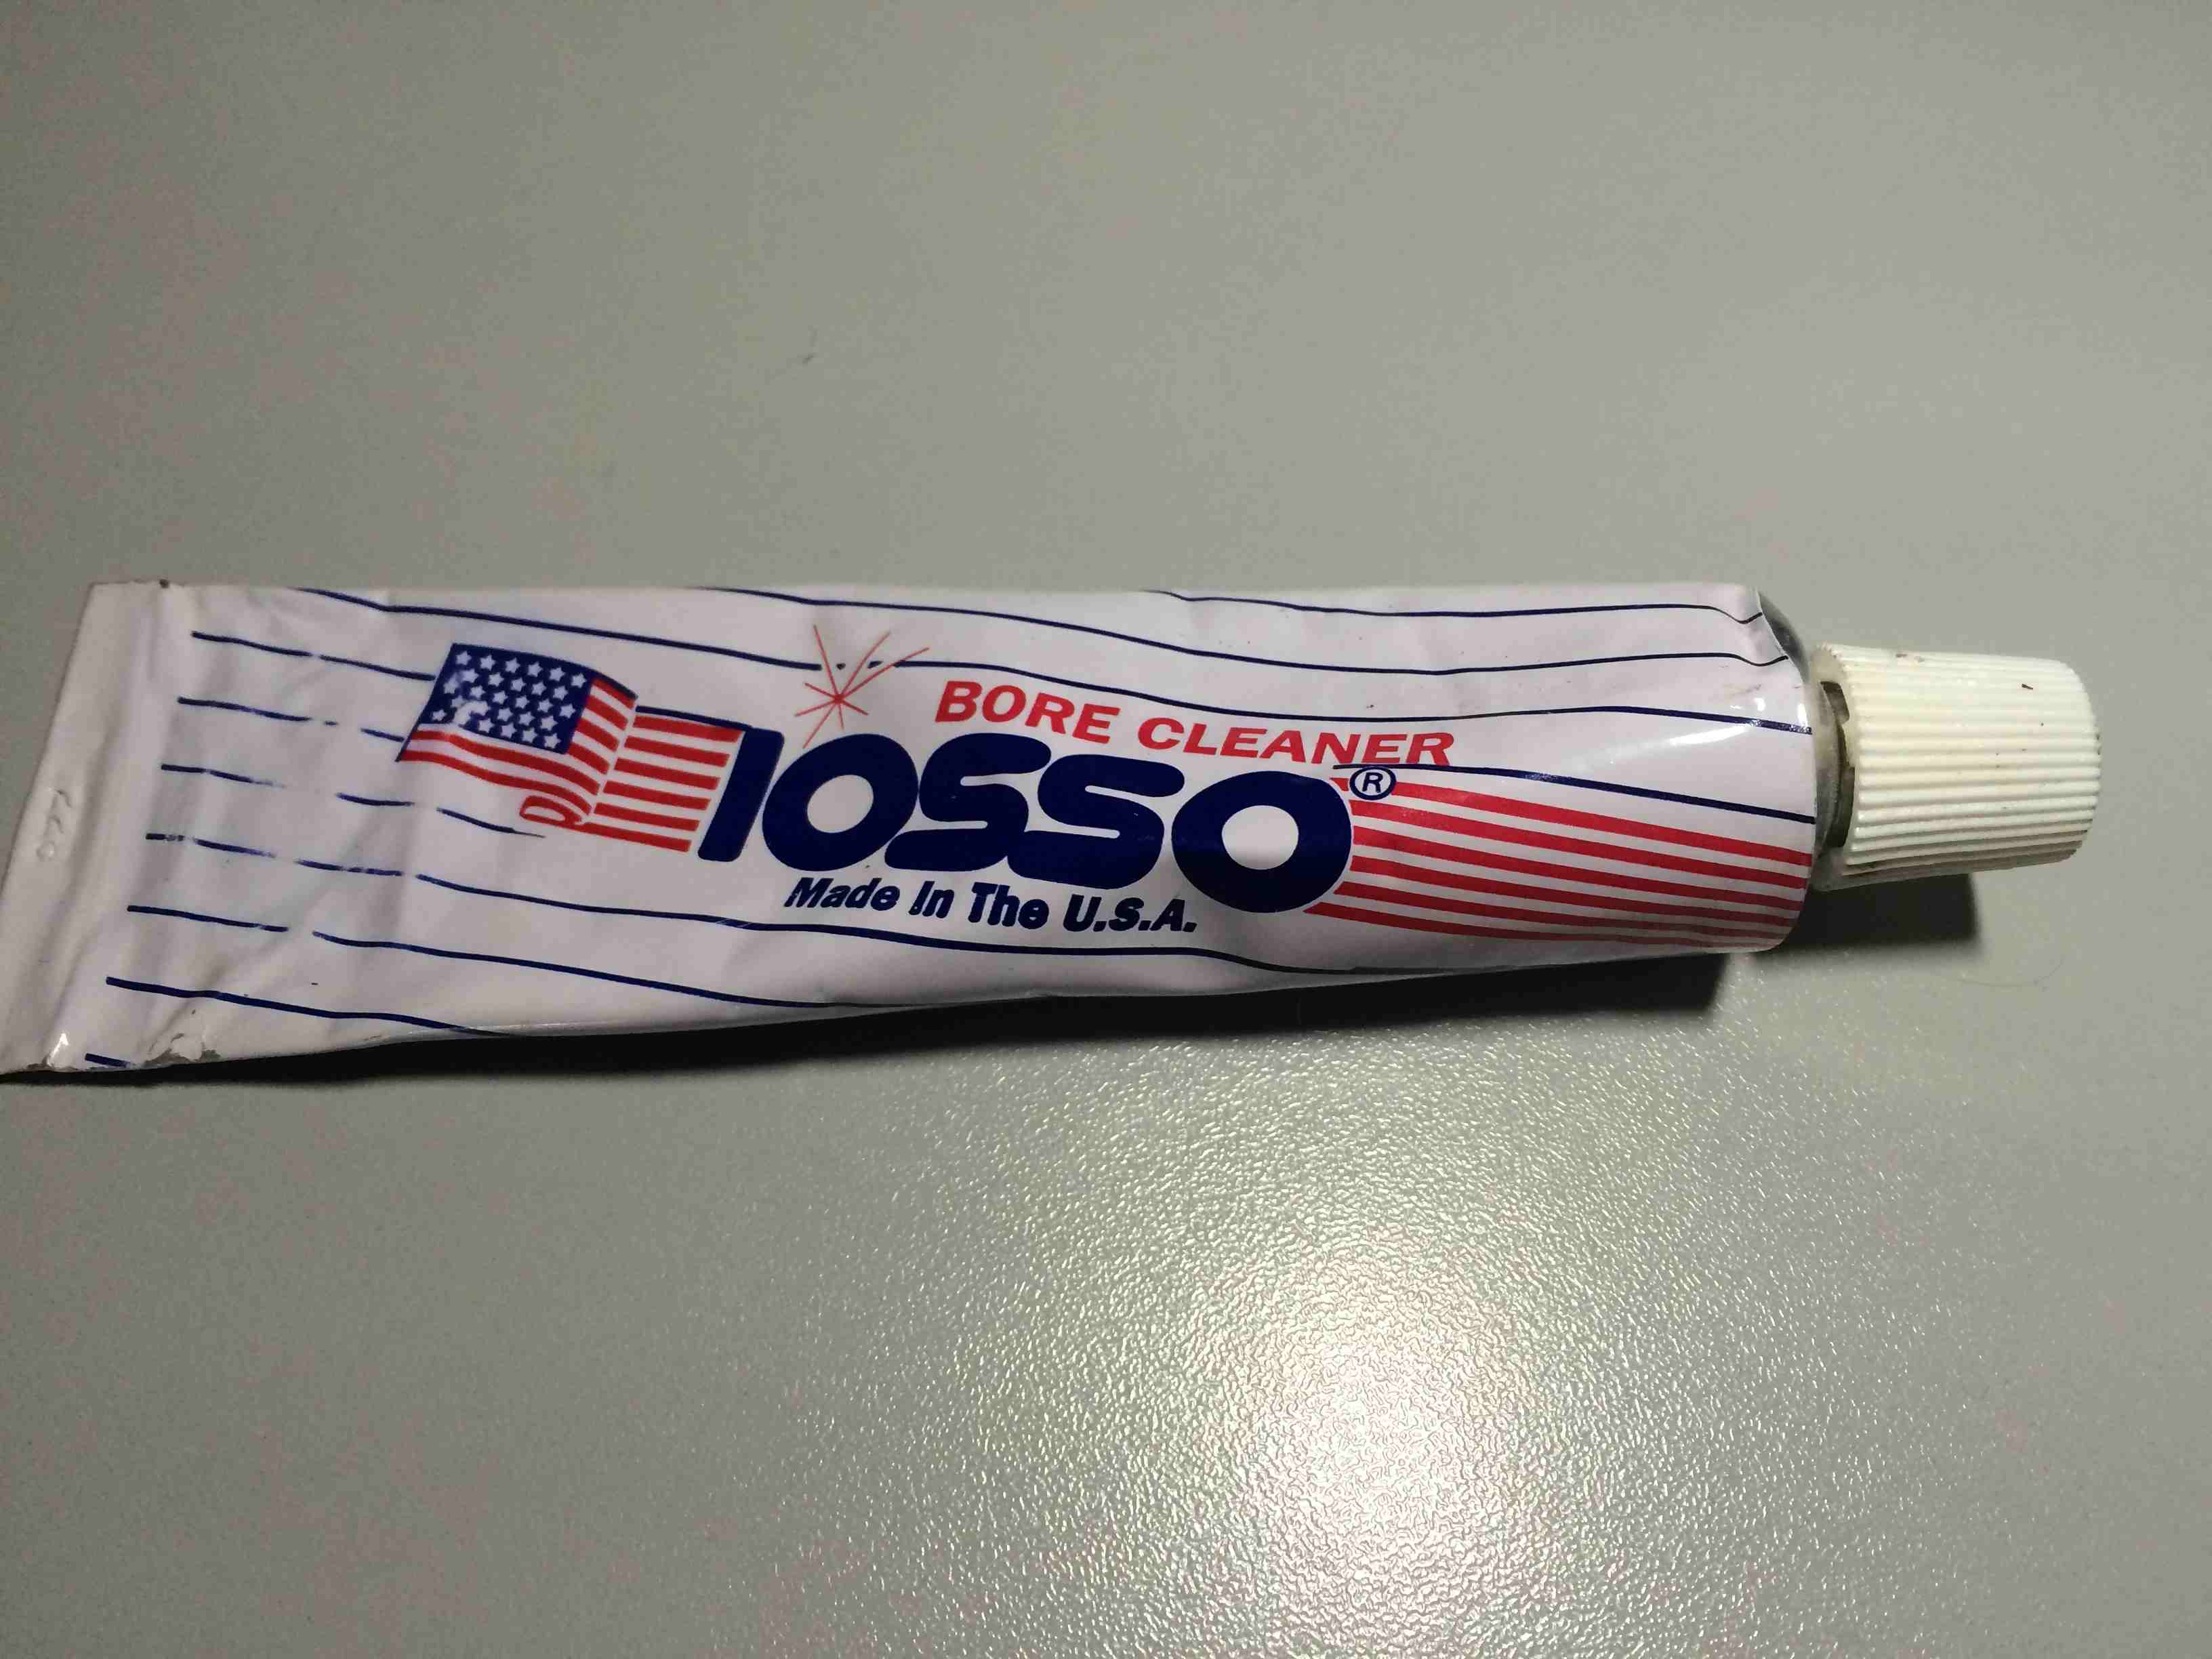 BORE CLEANER
IOSSO®
Made In The U.S.A.